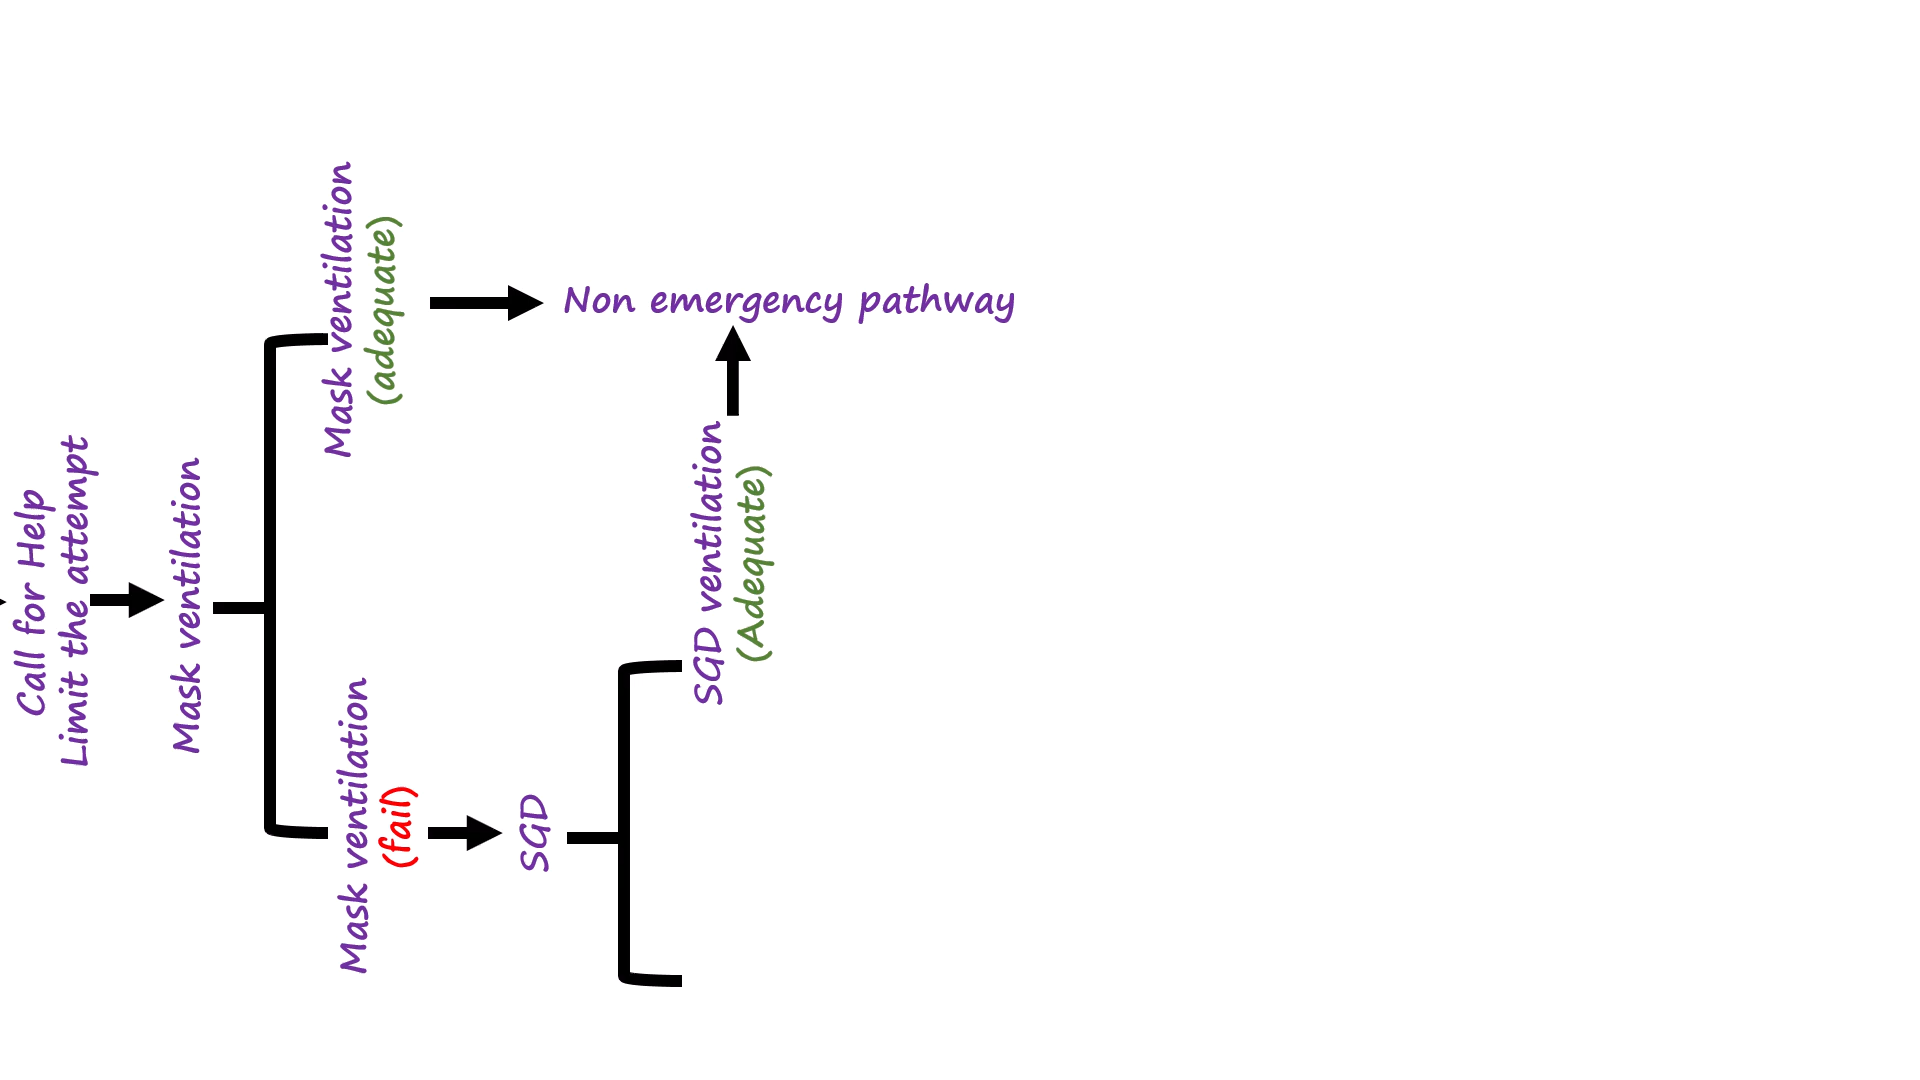 Call for Help
Limit the attempt
Mask ventilation
Mask ventilation
(adequate)
Non emergency pathway
Mask ventilation
(fail)
SGD
SGD ventilation
(Adequate)